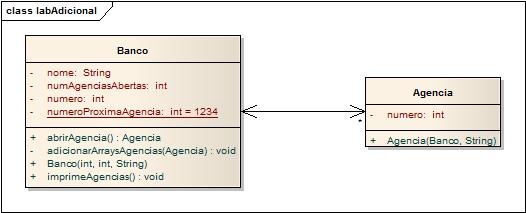 class labAdicional
Banco
- nome: String
- numAgenciasAbertas: int
- numero: int
- numeroProximaAgencia: int = 1234
+ abrirAgencia() : Agencia
- adicionarArraysAgencias(Agencia) : void
+ Banco(int, int, String)
+ imprimeAgencias() : void
*
Agencia
- numero: int
+ Agencia(Banco, String)